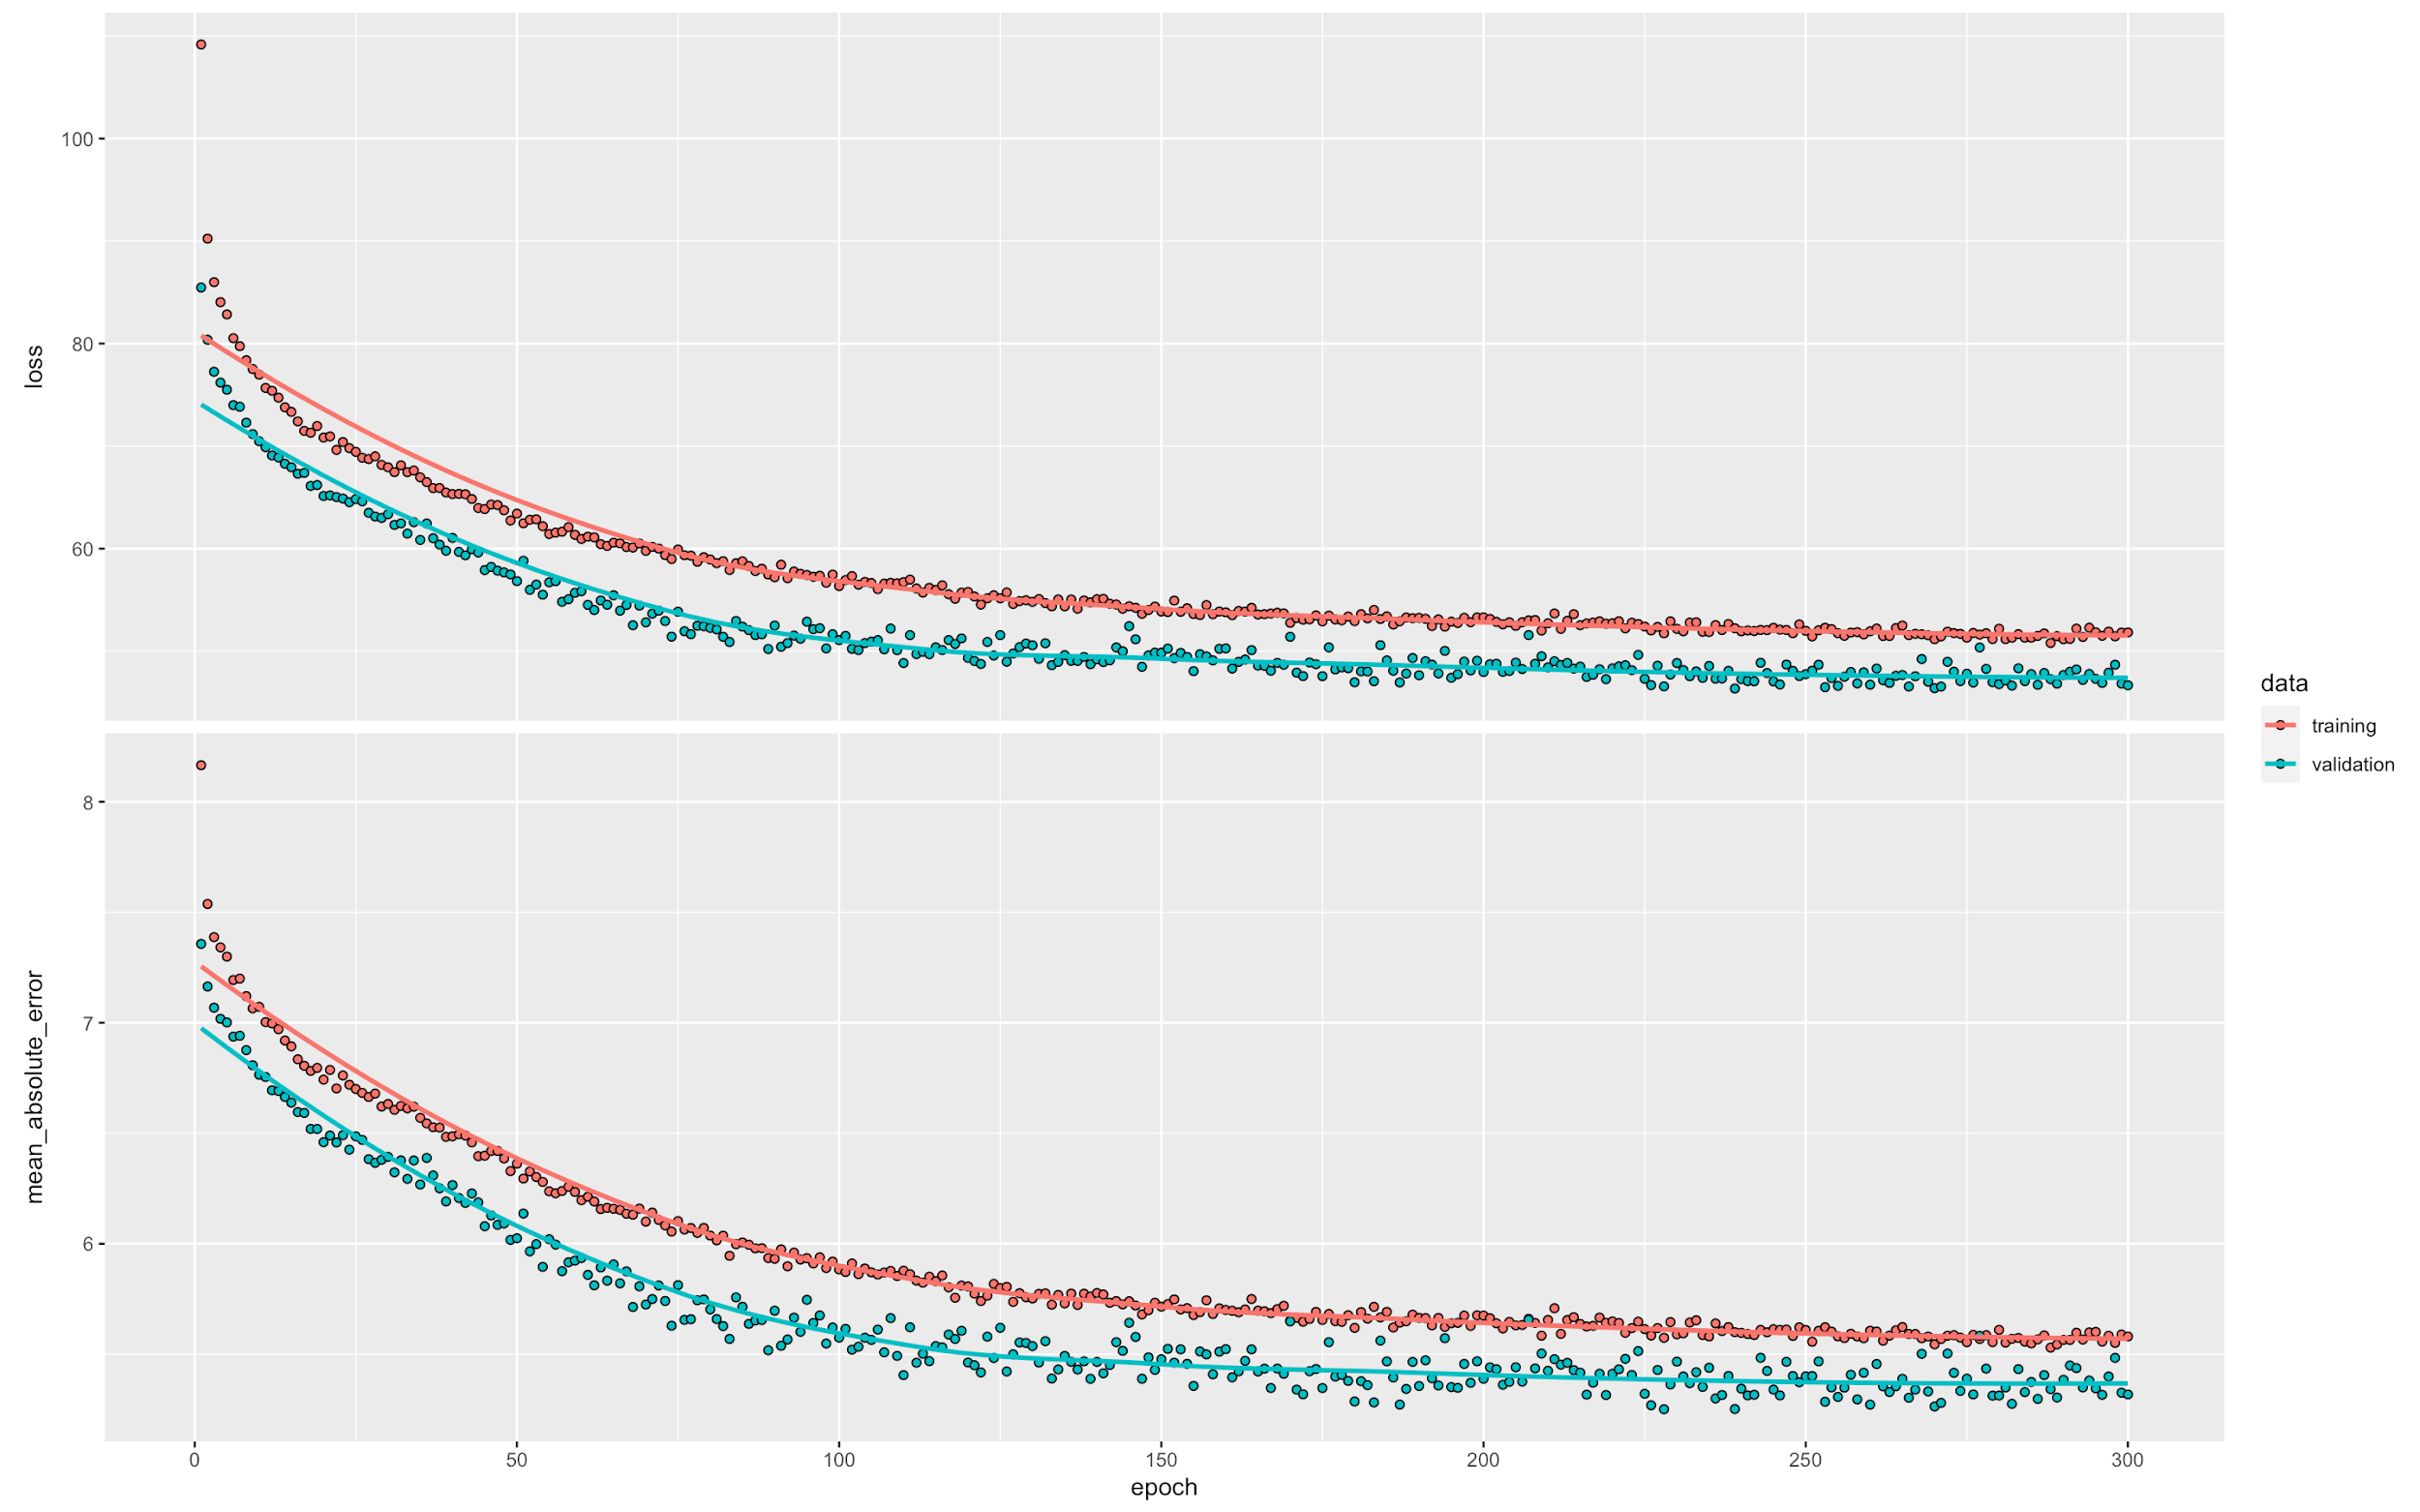 100
80
60
loss
8
7
6
mean_absolute_error
0 50 100 150 200 250 300
epoch
data
training
validation